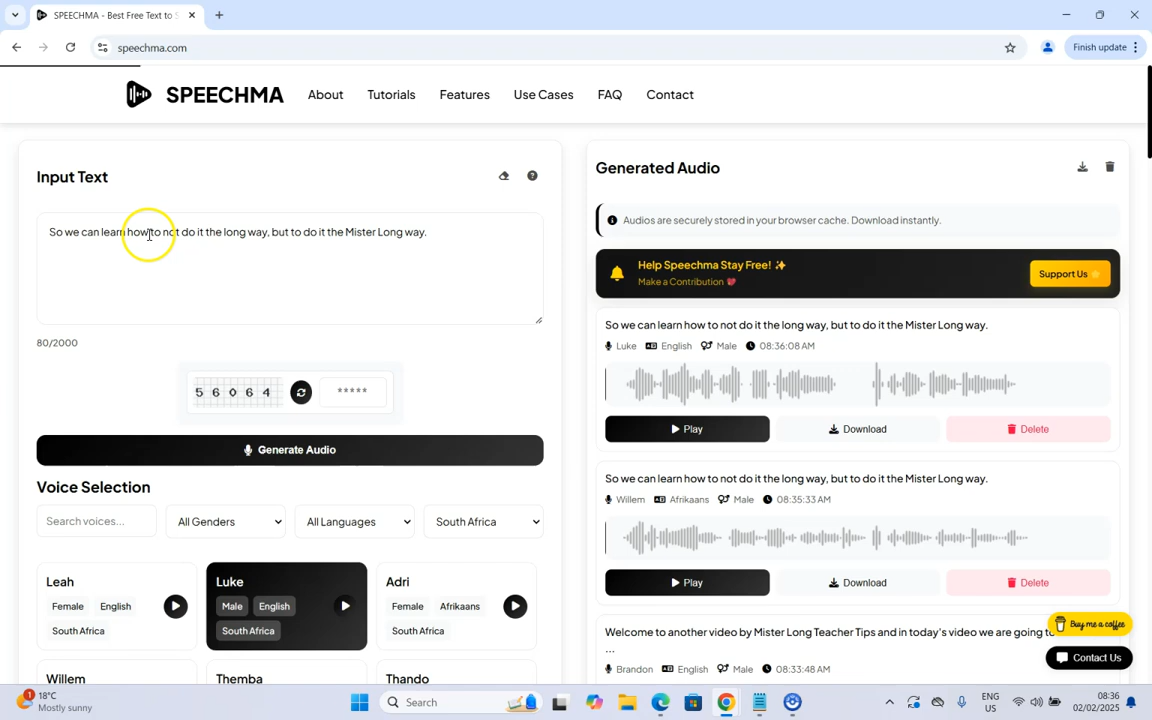 SPEECHMA - Best Free Text to S
speechma.com
Finish update
SPEECHMA
About
Tutorials
Features
Use Cases
FAQ
Contact
Input Text
So we can learn how to not do it the long way, but to do it the Mister Long way.
80/2000
5 6 0 6 4
*****
Generate Audio
Voice Selection
Search voices...
All Genders
All Languages
South Africa
Leah
Female English
South Africa
Luke
Male English
South Africa
Adri
Female Afrikaans
South Africa
Willem
Themba
Thando
Generated Audio
Audios are securely stored in your browser cache. Download instantly.
Help Speechma Stay Free! ✨
Make a Contribution 💖
Support Us ⭐
So we can learn how to not do it the long way, but to do it the Mister Long way.
Luke English Male 08:36:08 AM
Play Download Delete
So we can learn how to not do it the long way, but to do it the Mister Long way.
Willem Afrikaans Male 08:35:33 AM
Play Download Delete
Welcome to another video by Mister Long Teacher Tips and in today's video we are going to
...
Brandon English Male 08:33:48 AM
Buy me a coffee
Contact Us
1
18°C
Mostly sunny
Search
ENG
US
08:36
02/02/2025